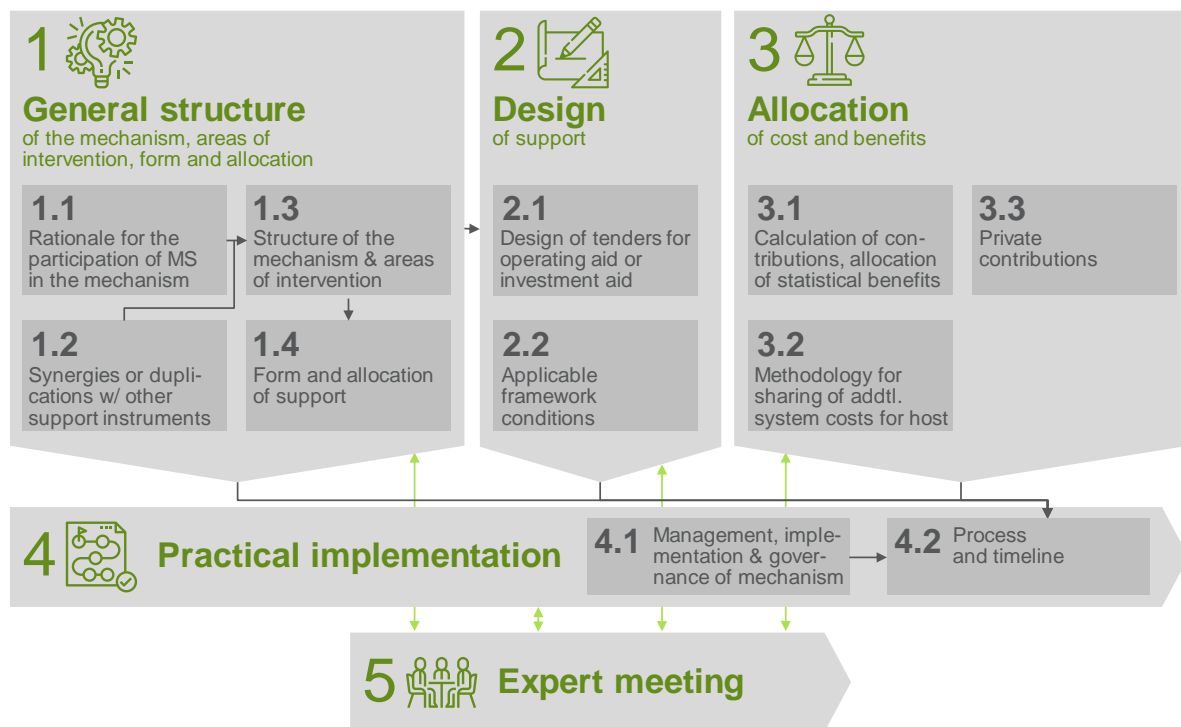 1
General structure
of the mechanism, areas of
intervention, form and allocation
1.1
Rationale for the
participation of MS
in the mechanism
1.2
Synergies or dupli-
cations w/ other
support instruments
1.3
Structure of the
mechanism & areas
of intervention
1.4
Form and allocation
of support
2
Design
of support
2.1
Design of tenders for
operating aid or
investment aid
2.2
Applicable
framework
conditions
3
Allocation
of cost and benefits
3.1
Calculation of con-
tributions, allocation
of statistical benefits
3.2
Methodology for
sharing of addtl.
system costs for host
3.3
Private
contributions
4
Practical implementation
4.1
Management, imple-
mentation & gover-
nance of mechanism
4.2
Process
and timeline
5
Expert meeting